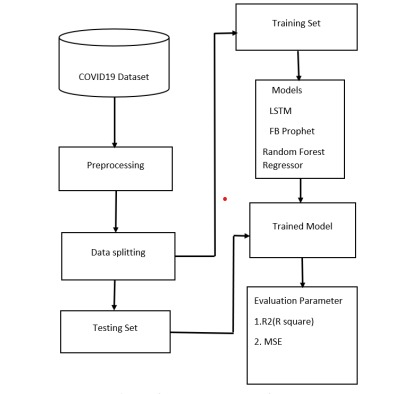 COVID19 Dataset
Preprocessing
Data splitting
Testing Set
Training Set
Models
LSTM
FB Prophet
Random Forest
Regressor
Trained Model
Evaluation Parameter
1.R2(R square)
2. MSE